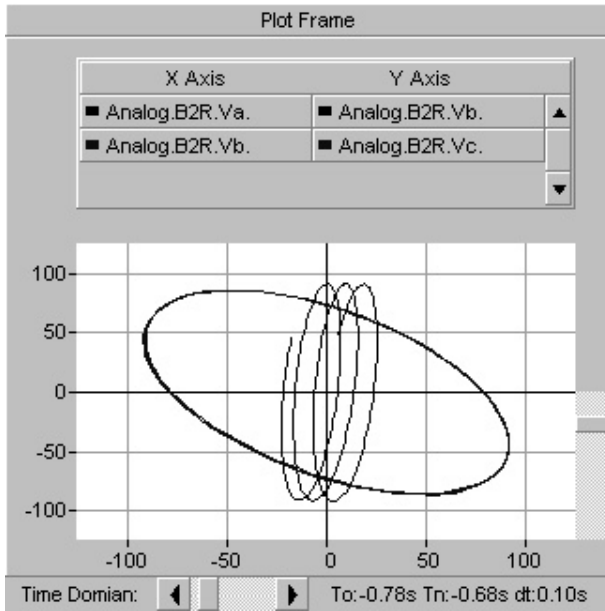 Plot Frame
X Axis Y Axis
Analog.B2R.Va. Analog.B2R.Vb.
Analog.B2R.Vb. Analog.B2R.Vc.
100
50
0
-50
-100
-100 -50 0 50 100
Time Domian: To:-0.78s Tn:-0.68s dt:0.10s